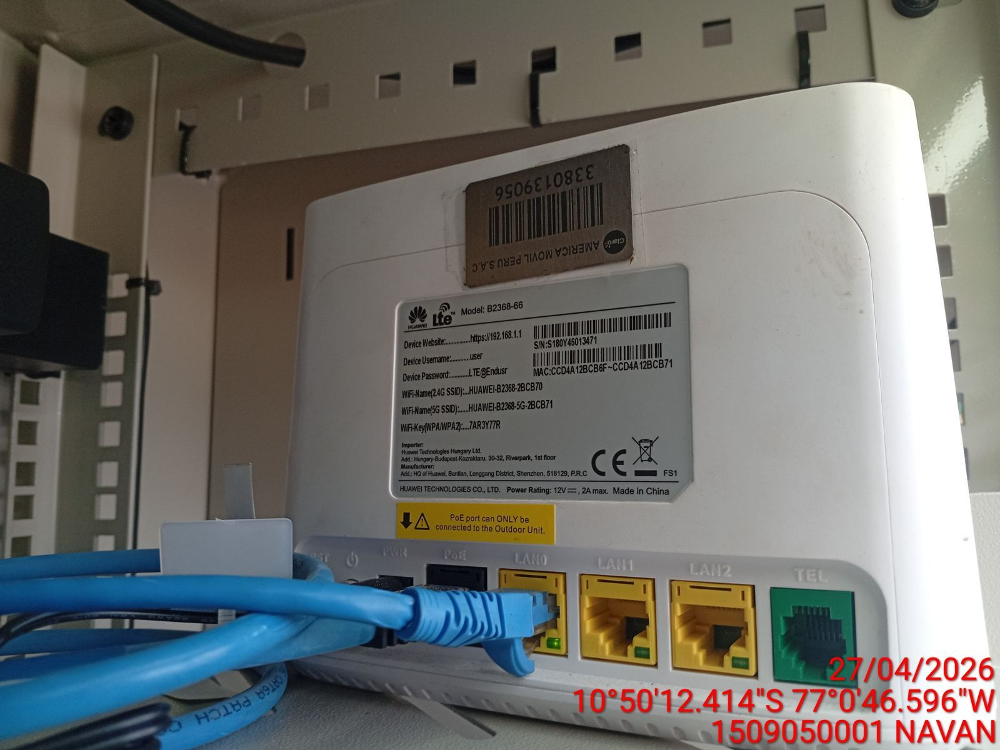 3380139056
Claro AMERICA MOVIL PERU S.A.C
HUAWEI Lte™ Model: B2368-66
Device Website:................https://192.168.1.1
S/N:S180Y46013471
Device Username:............user
MAC:CCD4A12BCB6F~CCD4A12BCB71
Device Password:............LTE@Endusr
WiFi-Name(2.4G SSID):...HUAWEI-B2368-2BCB70
WiFi-Name(5G SSID):......HUAWEI-B2368-5G-2BCB71
WiFi-Key(WPA/WPA2):....7AR3Y77R
Importer:
Huawei Technologies Hungary Ltd.
Add.: Hungary-Budapest-Kozraktaru. 30-32, Riverpark, 1st floor
Manufacturer:
Add.: HQ of Huawei, Bantian, Longgang District, Shenzhen, 518129, P.R.C
CE
FS1
HUAWEI TECHNOLOGIES CO., LTD. Power Rating: 12V⎓, 2A max. Made in China
PoE port can ONLY be
connected to the Outdoor Unit.
RST PWR PoE LAN0 LAN1 LAN2 TEL
CAT6A PATCH
27/04/2026
10°50'12.414"S 77°0'46.596"W
1509050001 NAVAN